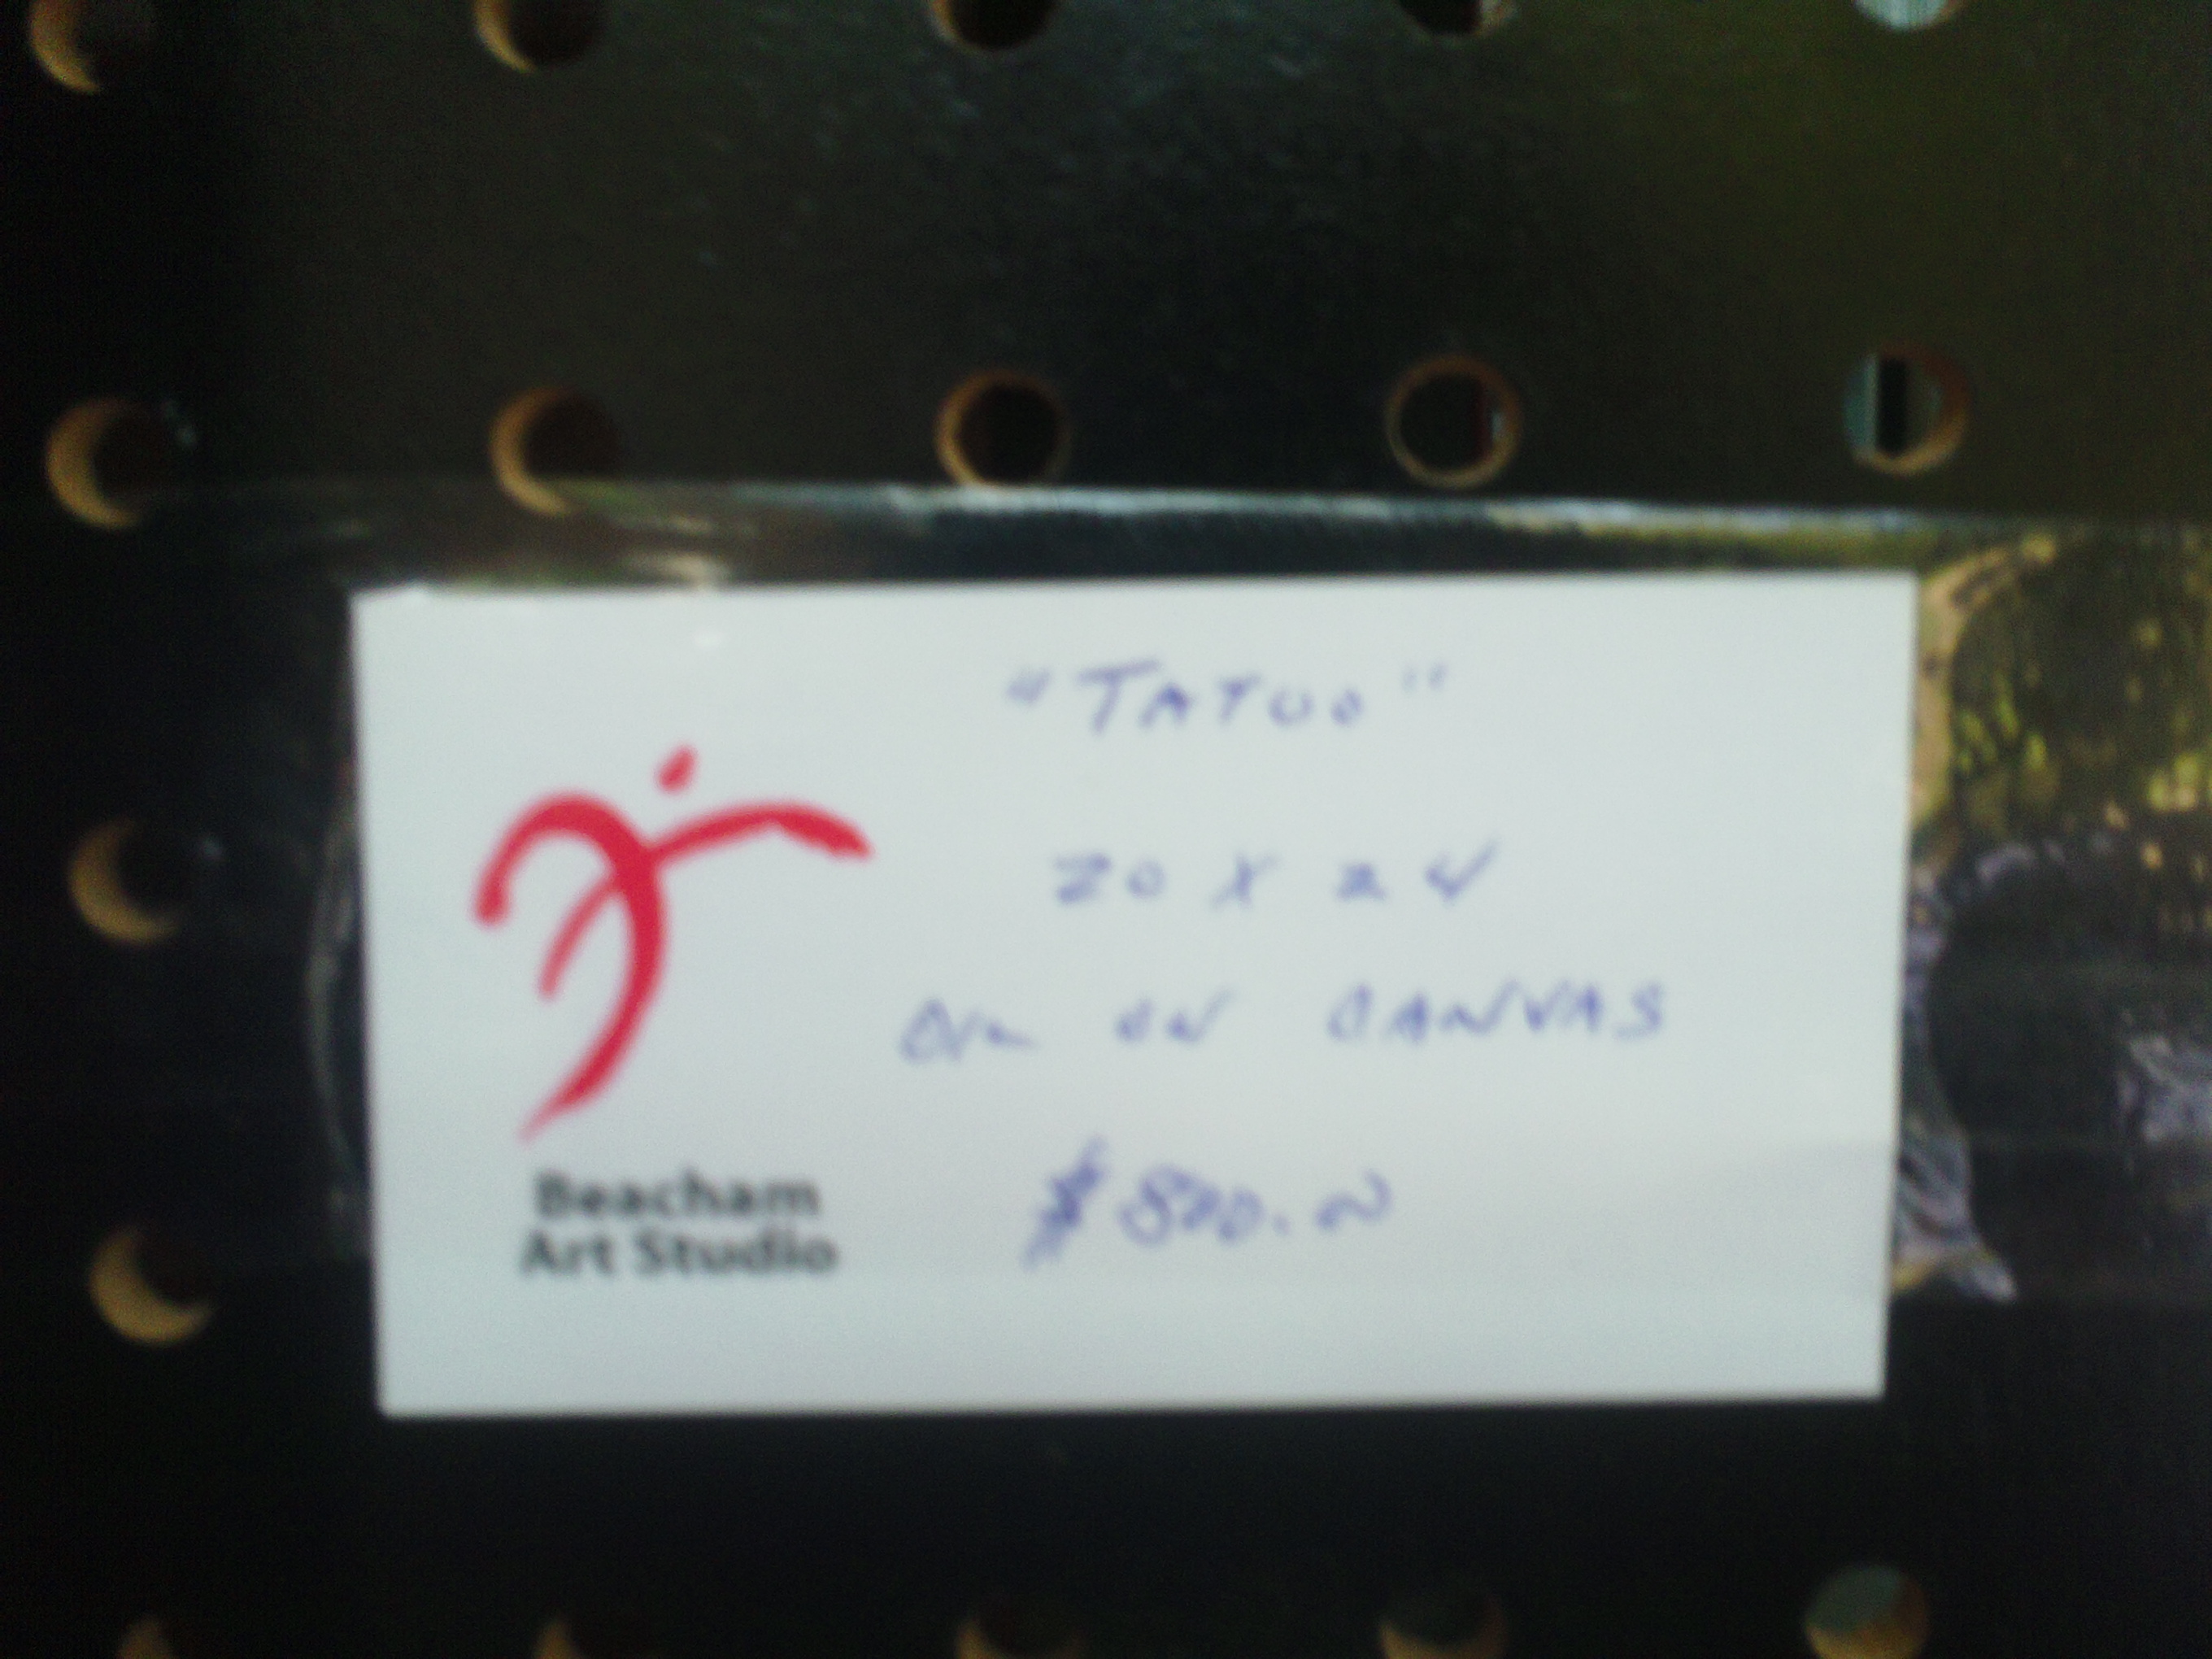 "TATOO"
20 X 24
OIL ON CANVAS
$800.00
Beacham
Art Studio